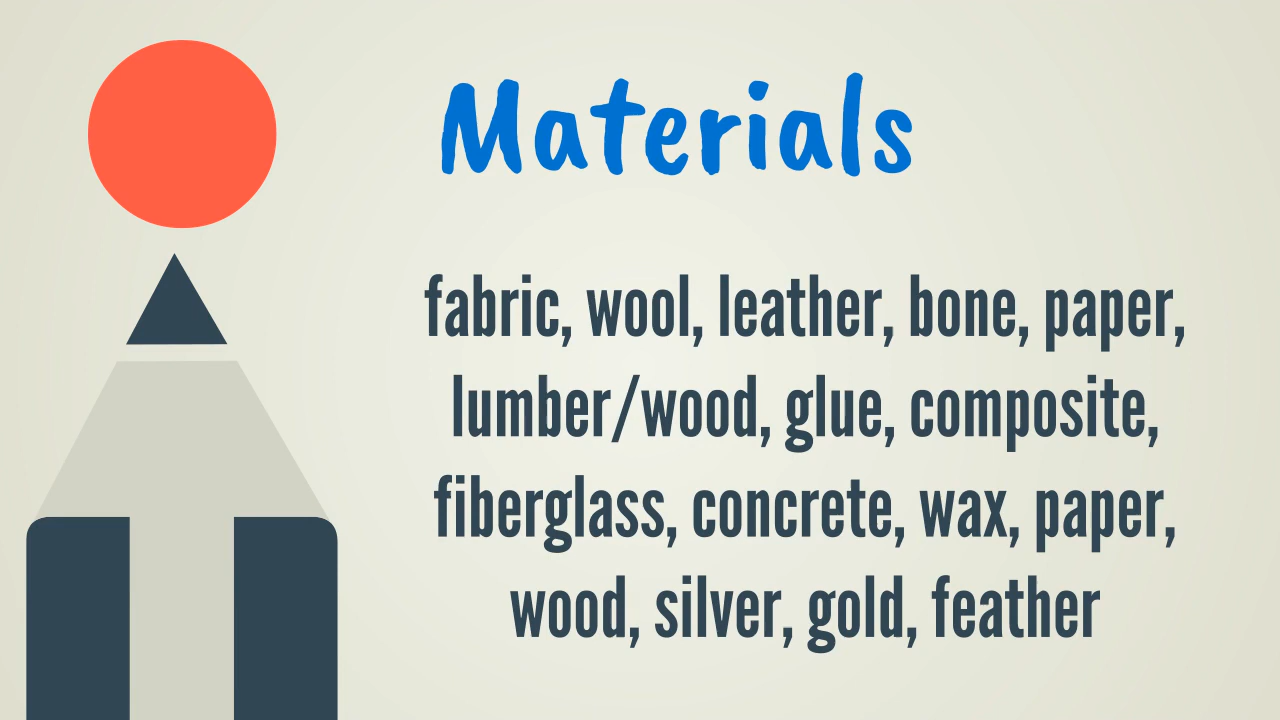 Materials
fabric, wool, leather, bone, paper,
lumber/wood, glue, composite,
fiberglass, concrete, wax, paper,
wood, silver, gold, feather